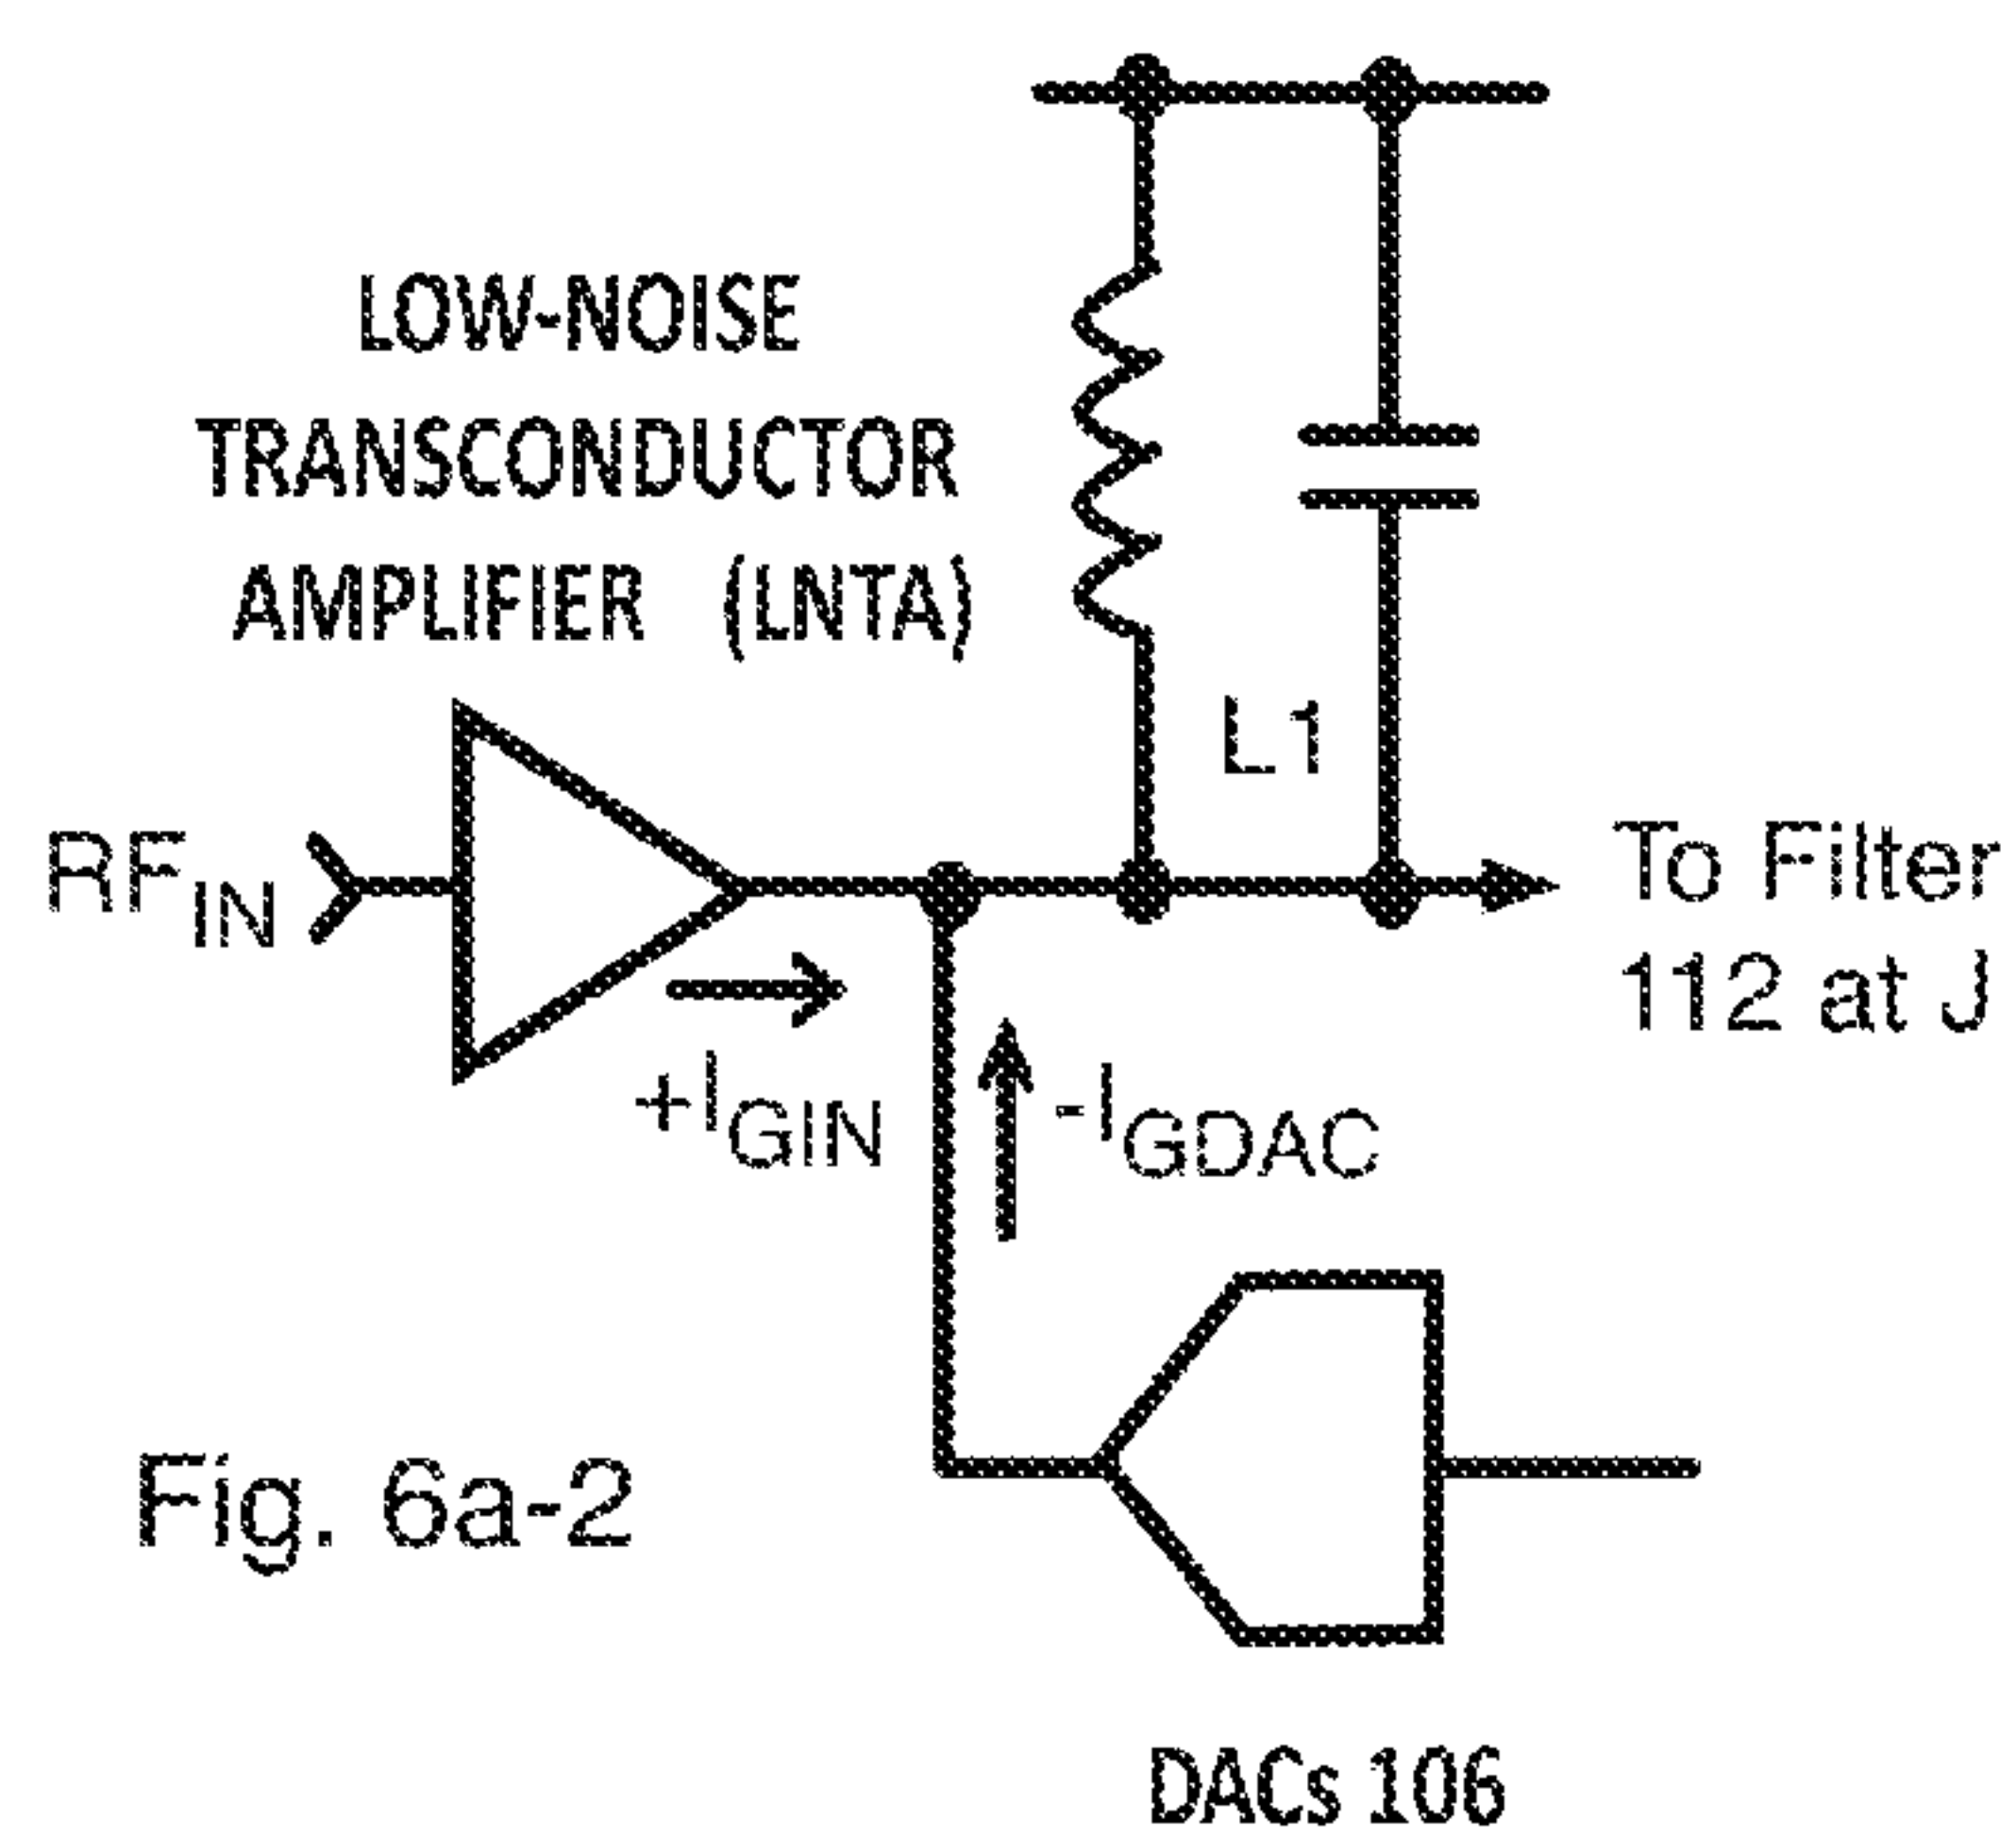 LOW-NOISE
TRANSCONDUCTOR
AMPLIFIER (LNTA)
L1
RFIN
To Filter
112 at J
+IGIN
-IGDAC
Fig. 6a-2
DACs 106